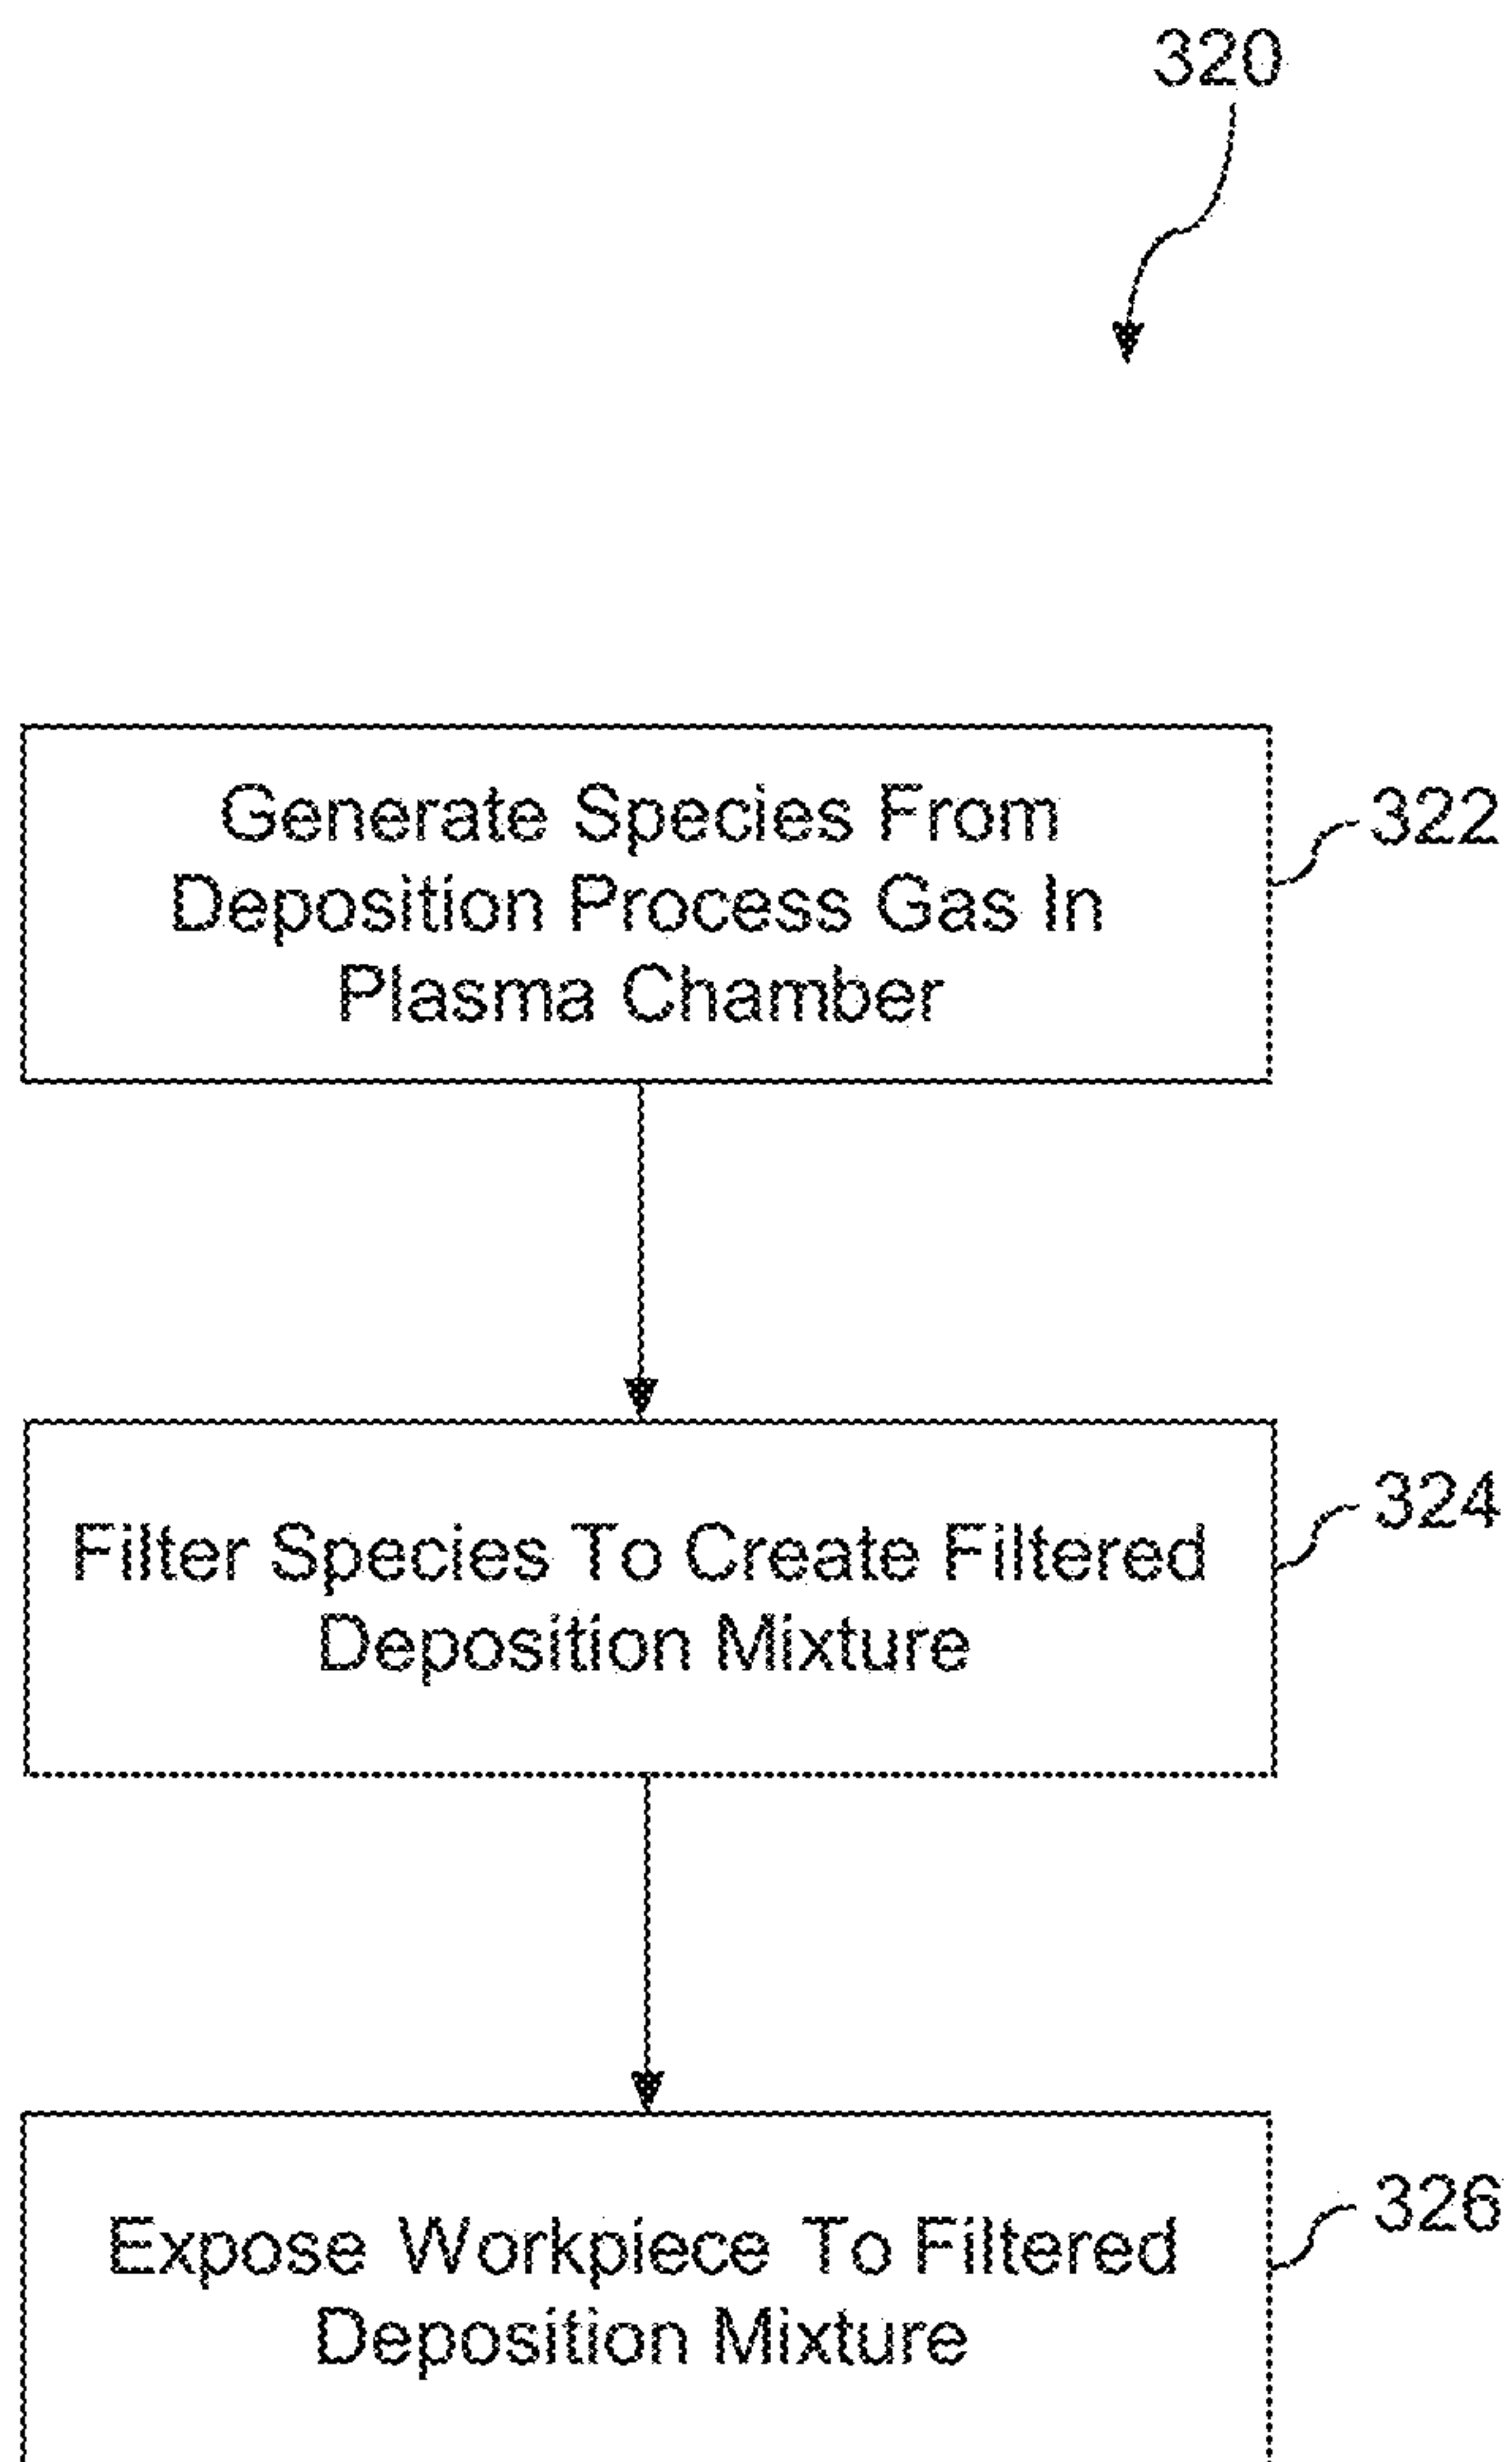 320
Generate Species From
Deposition Process Gas In
Plasma Chamber
322
Filter Species To Create Filtered
Deposition Mixture
324
Expose Workpiece To Filtered
Deposition Mixture
326